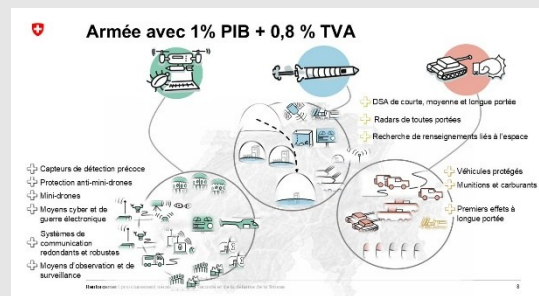 Armée avec 1% PIB + 0,8 % TVA
DSA de courte, moyenne et longue portée
Radars de toutes portées
Recherche de renseignements liés à l'espace
Capteurs de détection précoce
Protection anti-mini-drones
Mini-drones
Moyens cyber et de
guerre électronique
Systèmes de
communication
redondants et robustes
Moyens d'observation et de
surveillance
Véhicules protégés
Munitions et carburants
Premiers effets à
longue portée
8